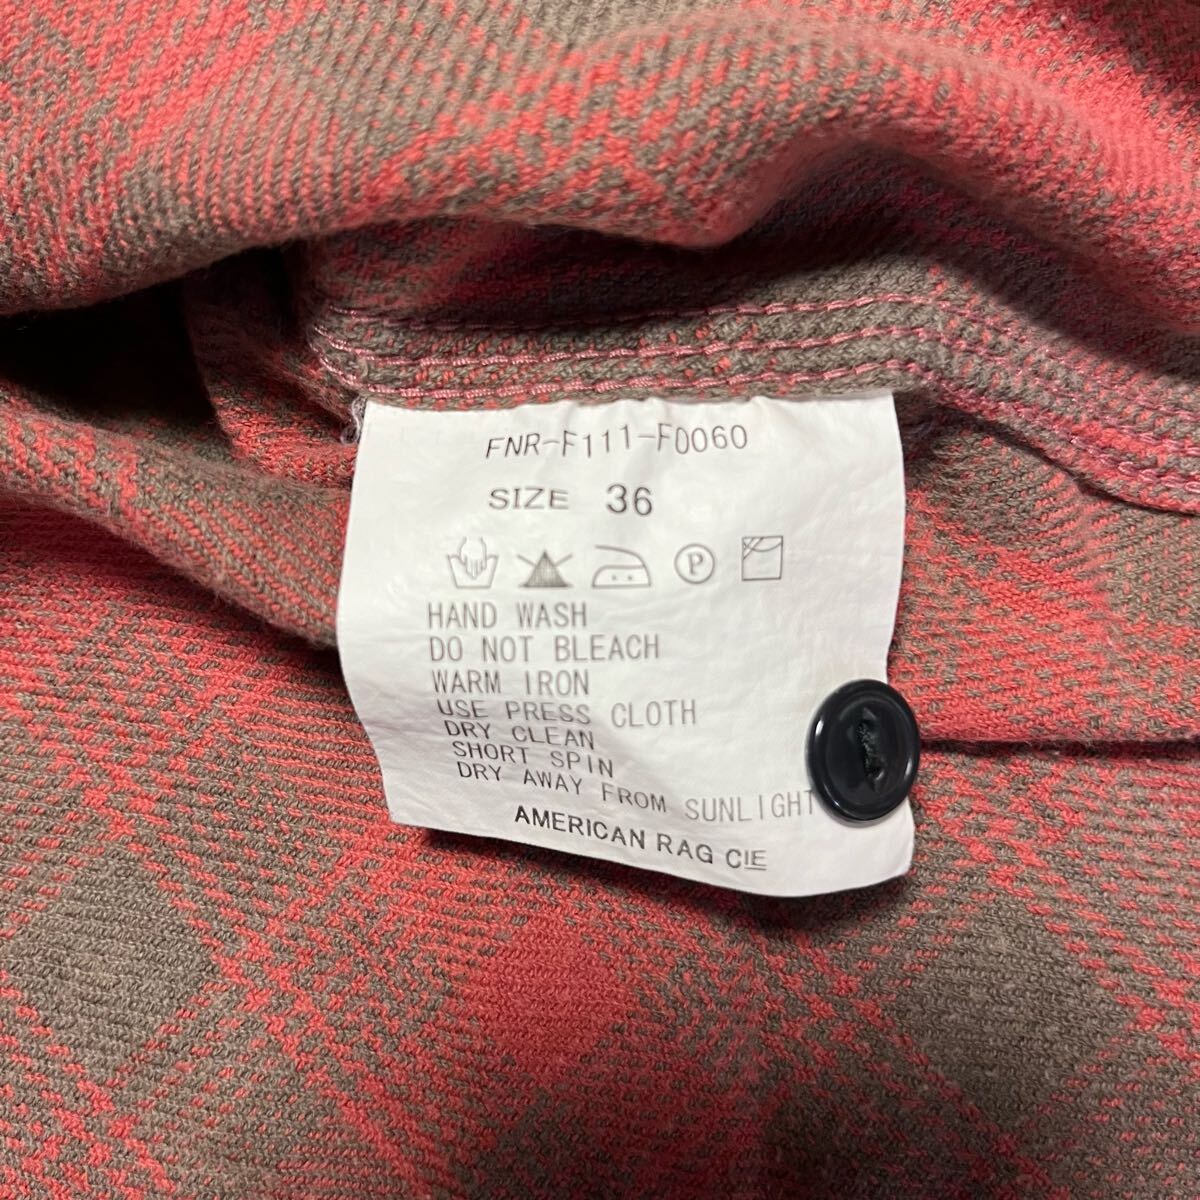 FNR-F111-F0060
SIZE 36
P
HAND WASH
DO NOT BLEACH
WARM IRON
USE PRESS CLOTH
DRY CLEAN
SHORT SPIN
DRY AWAY FROM SUNLIGHT
AMERICAN RAG CIE